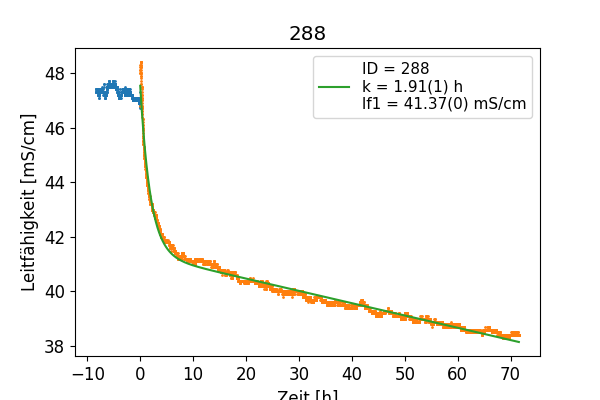 288
ID = 288
k = 1.91(1) h
lf1 = 41.37(0) mS/cm
Leitfähigkeit [mS/cm]
48
46
44
42
40
38
−10 0 10 20 30 40 50 60 70
Zeit [h]